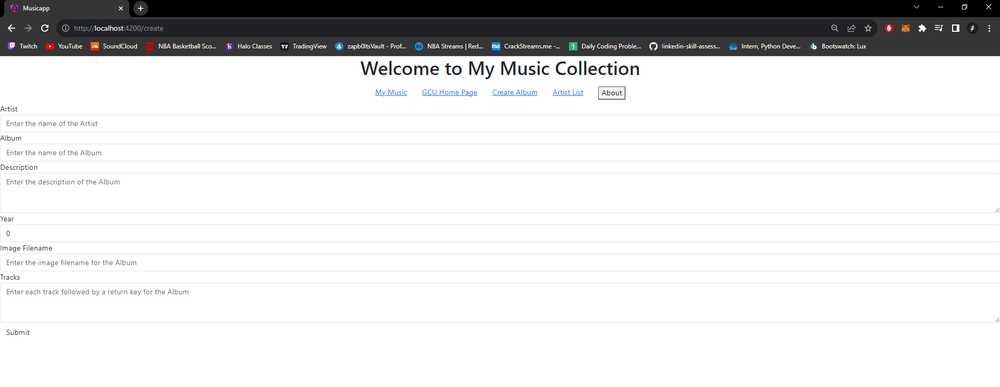 Musicapp
http://localhost:4200/create
Twitch YouTube SoundCloud NBA Basketball Sco... Halo Classes TradingView zapb0ltsVault - Prof... NBA Streams | Red... CrackStreams.me -... Daily Coding Proble... linkedin-skill-assess... Intern, Python Deve... Bootswatch: Lux
Welcome to My Music Collection
My Music GCU Home Page Create Album Artist List About
Artist
Enter the name of the Artist
Album
Enter the name of the Album
Description
Enter the description of the Album
Year
0
Image Filename
Enter the image filename for the Album
Tracks
Enter each track followed by a return key for the Album
Submit